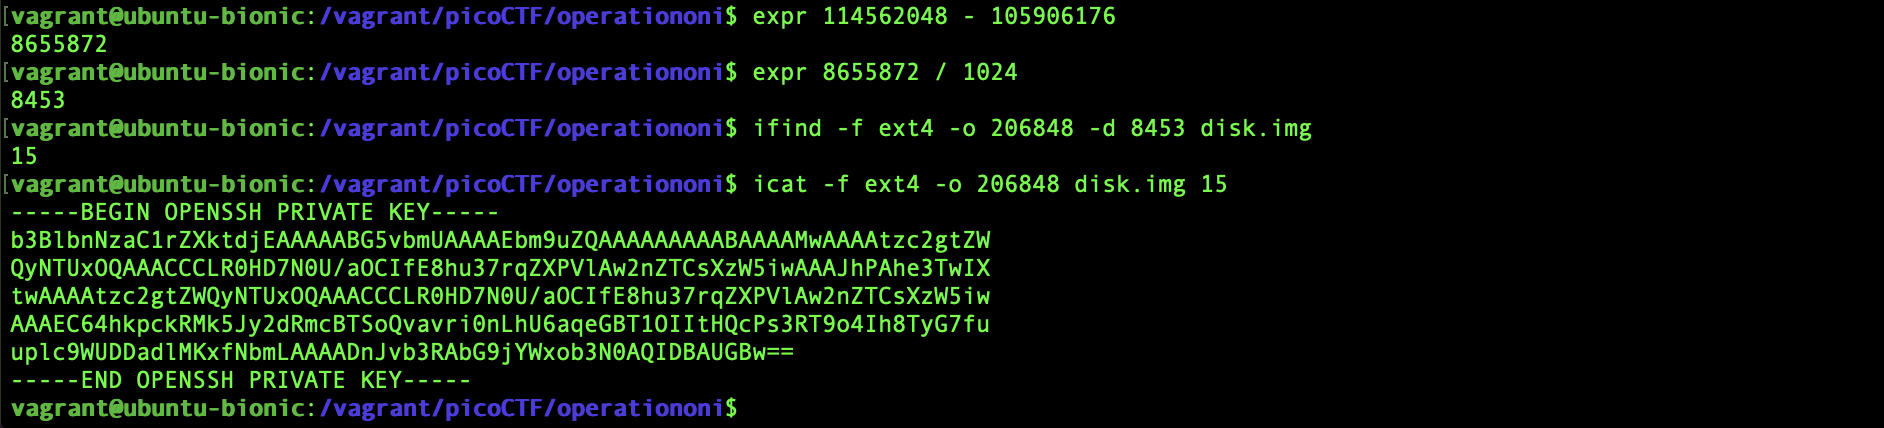 [vagrant@ubuntu-bionic:/vagrant/picoCTF/operationoni$ expr 114562048 - 105906176
8655872
[vagrant@ubuntu-bionic:/vagrant/picoCTF/operationoni$ expr 8655872 / 1024
8453
[vagrant@ubuntu-bionic:/vagrant/picoCTF/operationoni$ ifind -f ext4 -o 206848 -d 8453 disk.img
15
[vagrant@ubuntu-bionic:/vagrant/picoCTF/operationoni$ icat -f ext4 -o 206848 disk.img 15
-----BEGIN OPENSSH PRIVATE KEY-----
b3BlbnNzaC1rZXktdjEAAAAABG5vbmUAAAAEbm9uZQAAAAAAAAABAAAAMwAAAAtzc2gtZW
QyNTUxOQAAACCCLR0HD7N0U/aOCIfE8hu37rqZXPVlAw2nZTCsXzW5iwAAAJhPAhe3TwIX
twAAAAtzc2gtZWQyNTUxOQAAACCCLR0HD7N0U/aOCIfE8hu37rqZXPVlAw2nZTCsXzW5iw
AAAEC64hkpckRMk5Jy2dRmcBTSoQvavri0nLhU6aqeGBT1OIItHQcPs3RT9o4Ih8TyG7fu
uplc9WUDDadlMKxfNbmLAAAADnJvb3RAbG9jYWxob3N0AQIDBAUGBw==
-----END OPENSSH PRIVATE KEY-----
vagrant@ubuntu-bionic:/vagrant/picoCTF/operationoni$